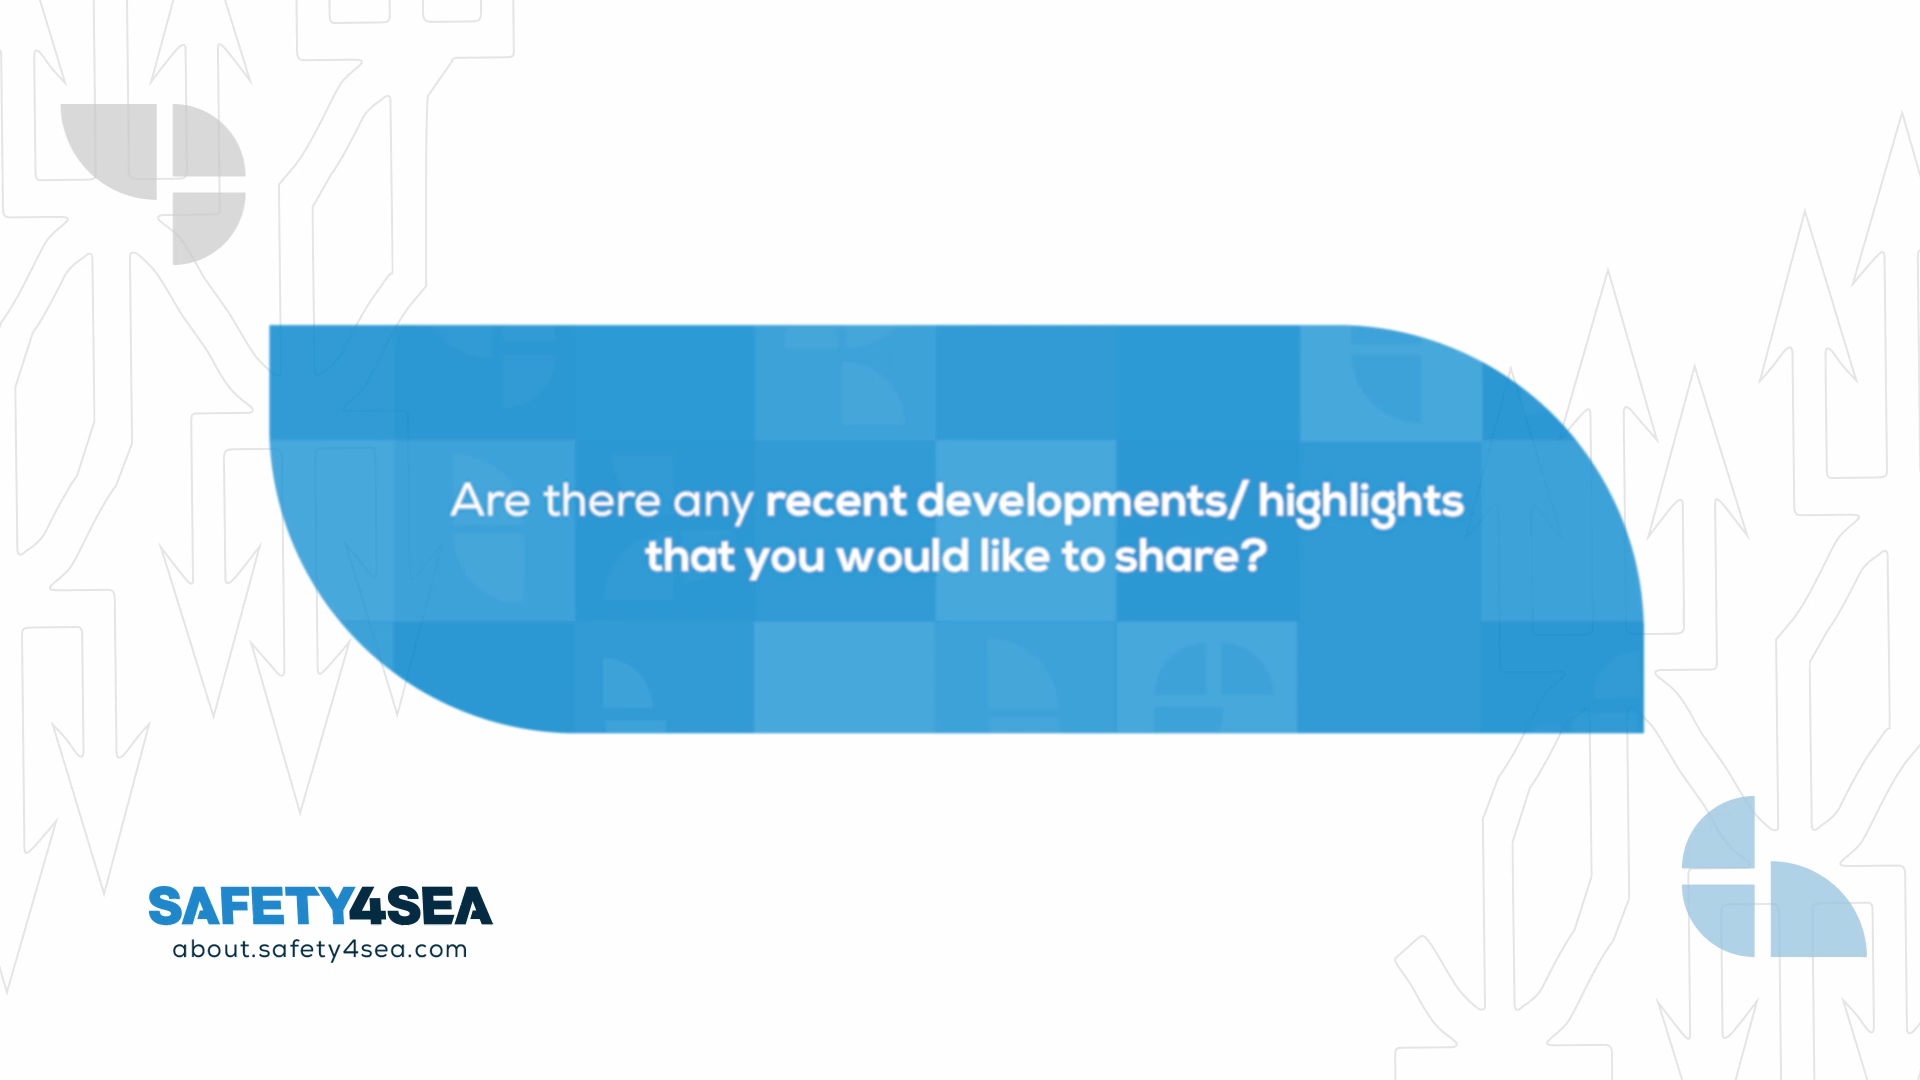 Are there any recent developments/ highlights
that you would like to share?
SAFETY4SEA
about.safety4sea.com